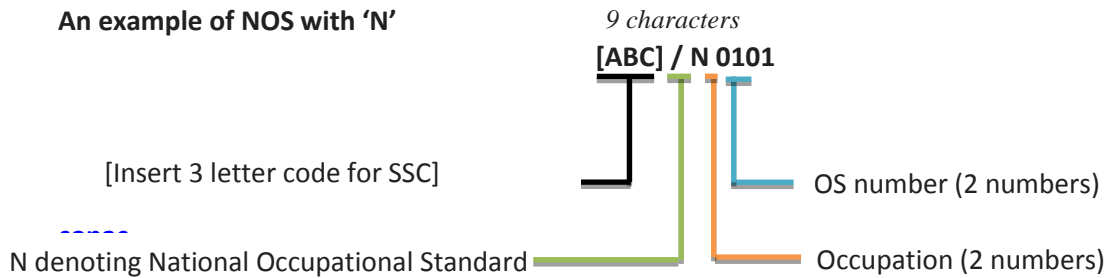 An example of NOS with ‘N’
9 characters
[ABC] / N 0101
[Insert 3 letter code for SSC]
OS number (2 numbers)
N denoting National Occupational Standard
Occupation (2 numbers)